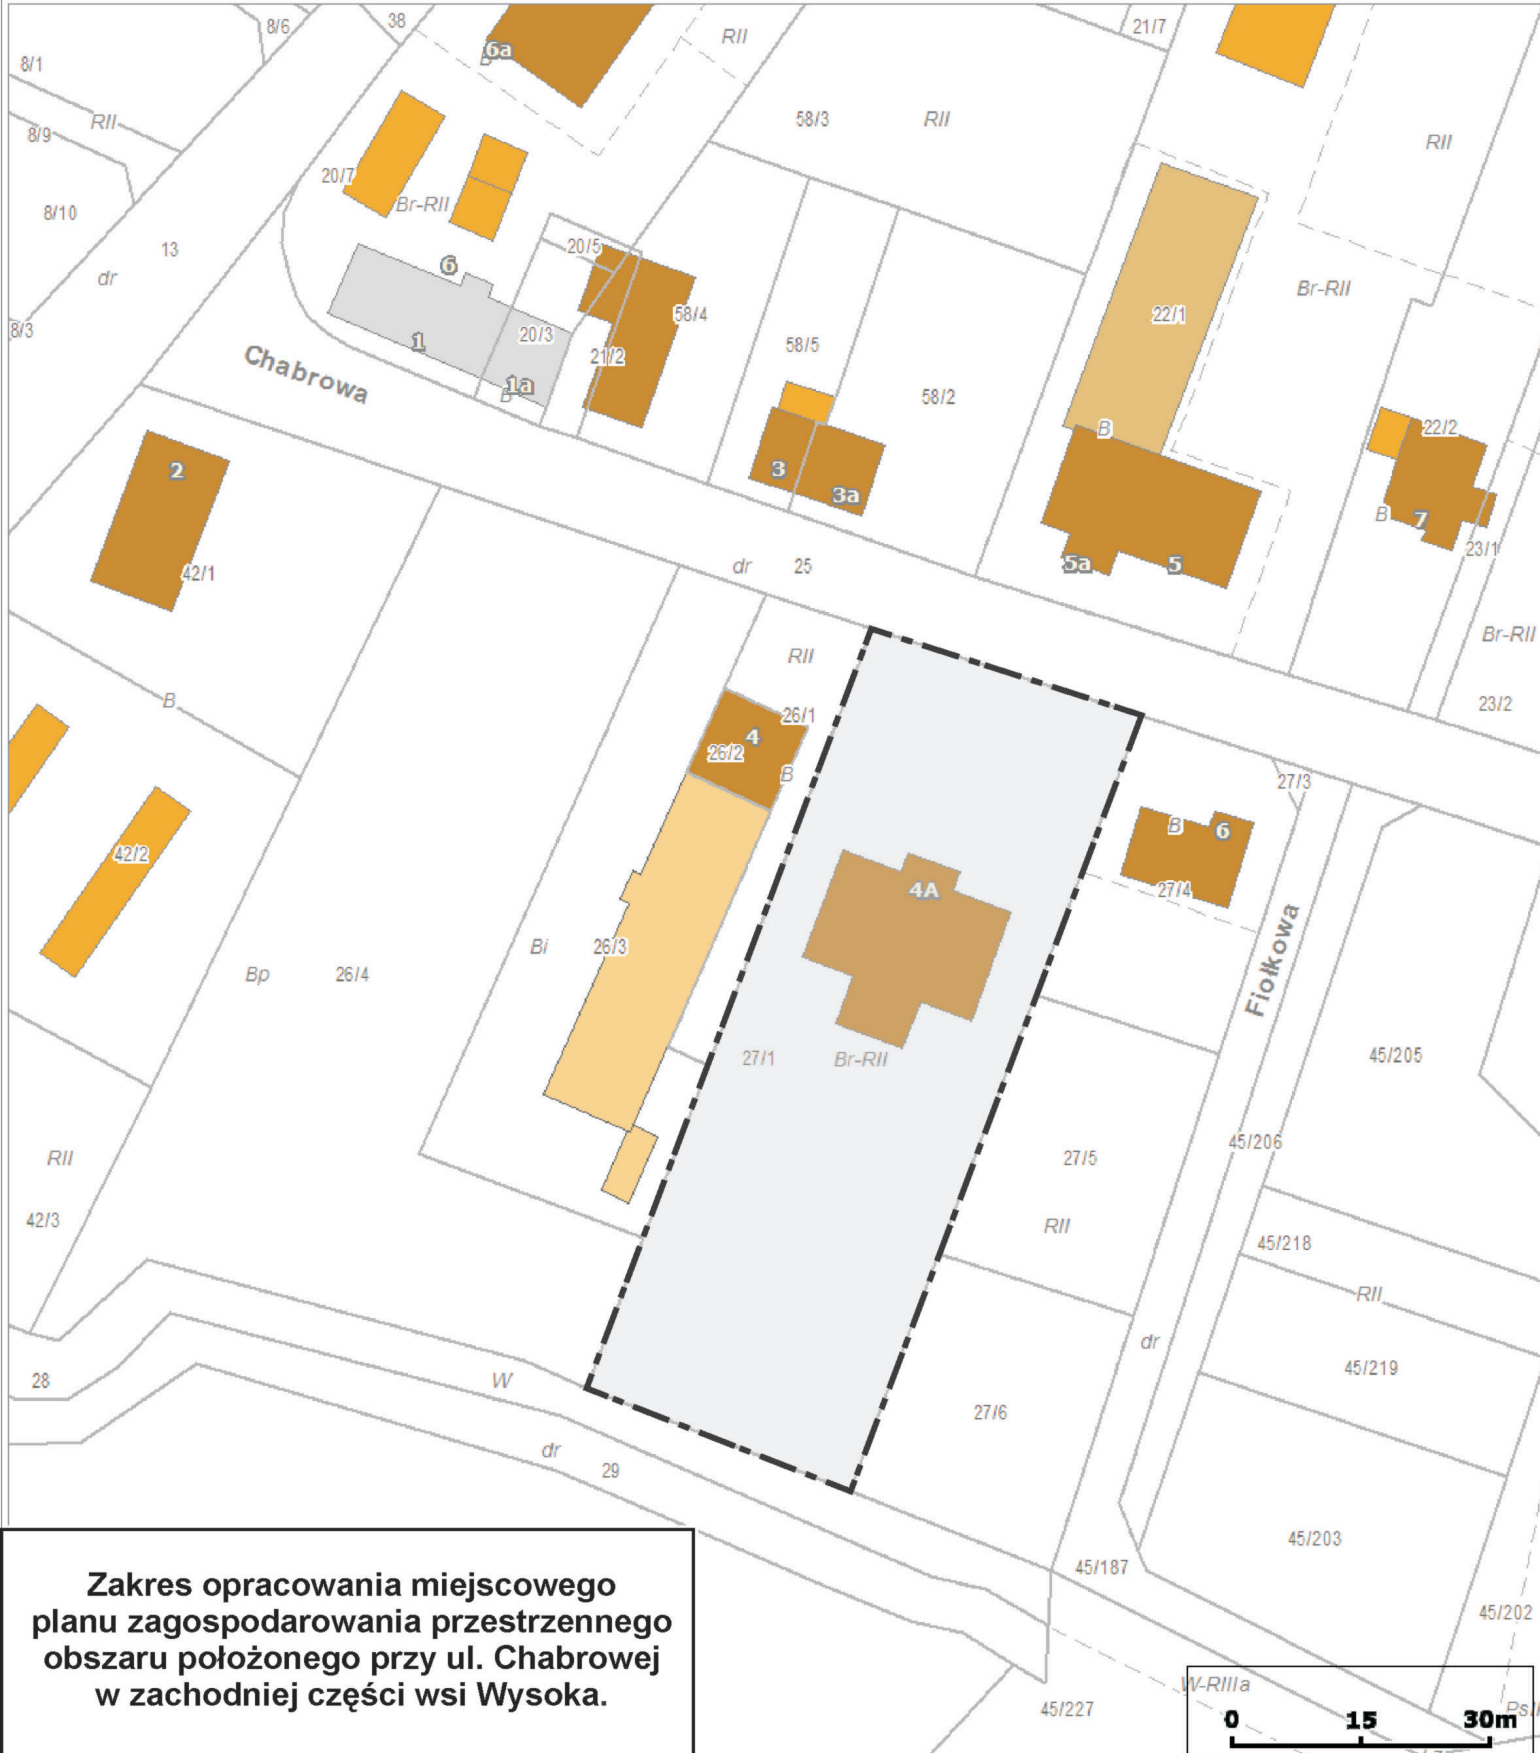 8/6
38
6a
B
RII
21/7
8/1
RII
8/9
58/3
RII
RII
20/7
Br-RII
8/10
13
dr
6
20/5
58/4
8/3
1
20/3
21/2
58/5
22/1
Br-RII
Chabrowa
1a
B
58/2
B
22/2
2
3
3a
B
7
42/1
dr
25
5a
5
23/1
Br-RII
RII
B
26/1
23/2
4
26/2
B
27/3
42/2
B
6
4A
27/4
Bi
26/3
Bp
26/4
Fiołkowa
27/1
Br-RII
45/205
RII
27/5
45/206
42/3
RII
45/218
RII
dr
28
W
45/219
27/6
dr
29
45/203
45/187
45/202
Zakres opracowania miejscowego
planu zagospodarowania przestrzennego
obszaru położonego przy ul. Chabrowej
w zachodniej części wsi Wysoka.
45/227
W-RIIIa
0 15 30m